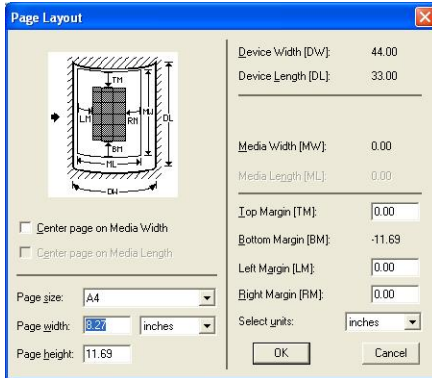 Page Layout
TM
LM
RM
MW
DL
BM
ML
DW
Center page on Media Width
Center page on Media Length
Page size: A4
Page width: 8.27 inches
Page height: 11.69
Device Width [DW]: 44.00
Device Length [DL]: 33.00
Media Width [MW]: 0.00
Media Length [ML]: 0.00
Top Margin [TM]: 0.00
Bottom Margin [BM]: -11.69
Left Margin [LM]: 0.00
Right Margin [RM]: 0.00
Select units: inches
OK Cancel